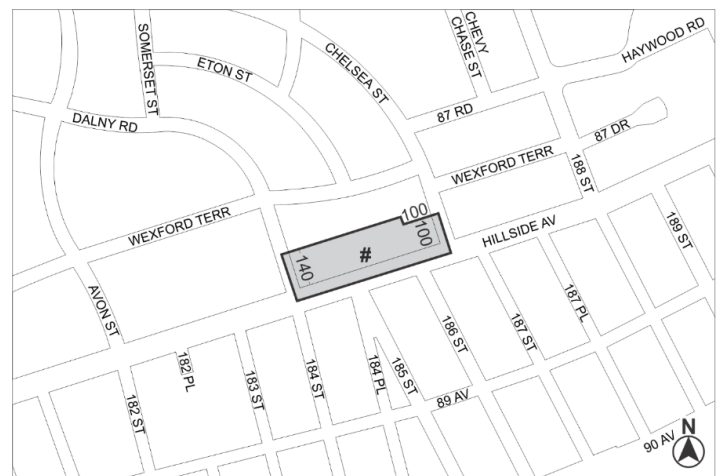 SOMERSET ST
CHEVY
CHASE ST
HAYWOOD RD
ETON ST
CHELSEA ST
87 RD
DALNY RD
87 DR
WEXFORD TERR
188 ST
WEXFORD TERR
100
100
HILLSIDE AV
189 ST
#
140
AVON ST
187 PL
186 ST
187 ST
182 PL
183 ST
184 ST
184 PL
185 ST
182 ST
89 AV
90 AV
N